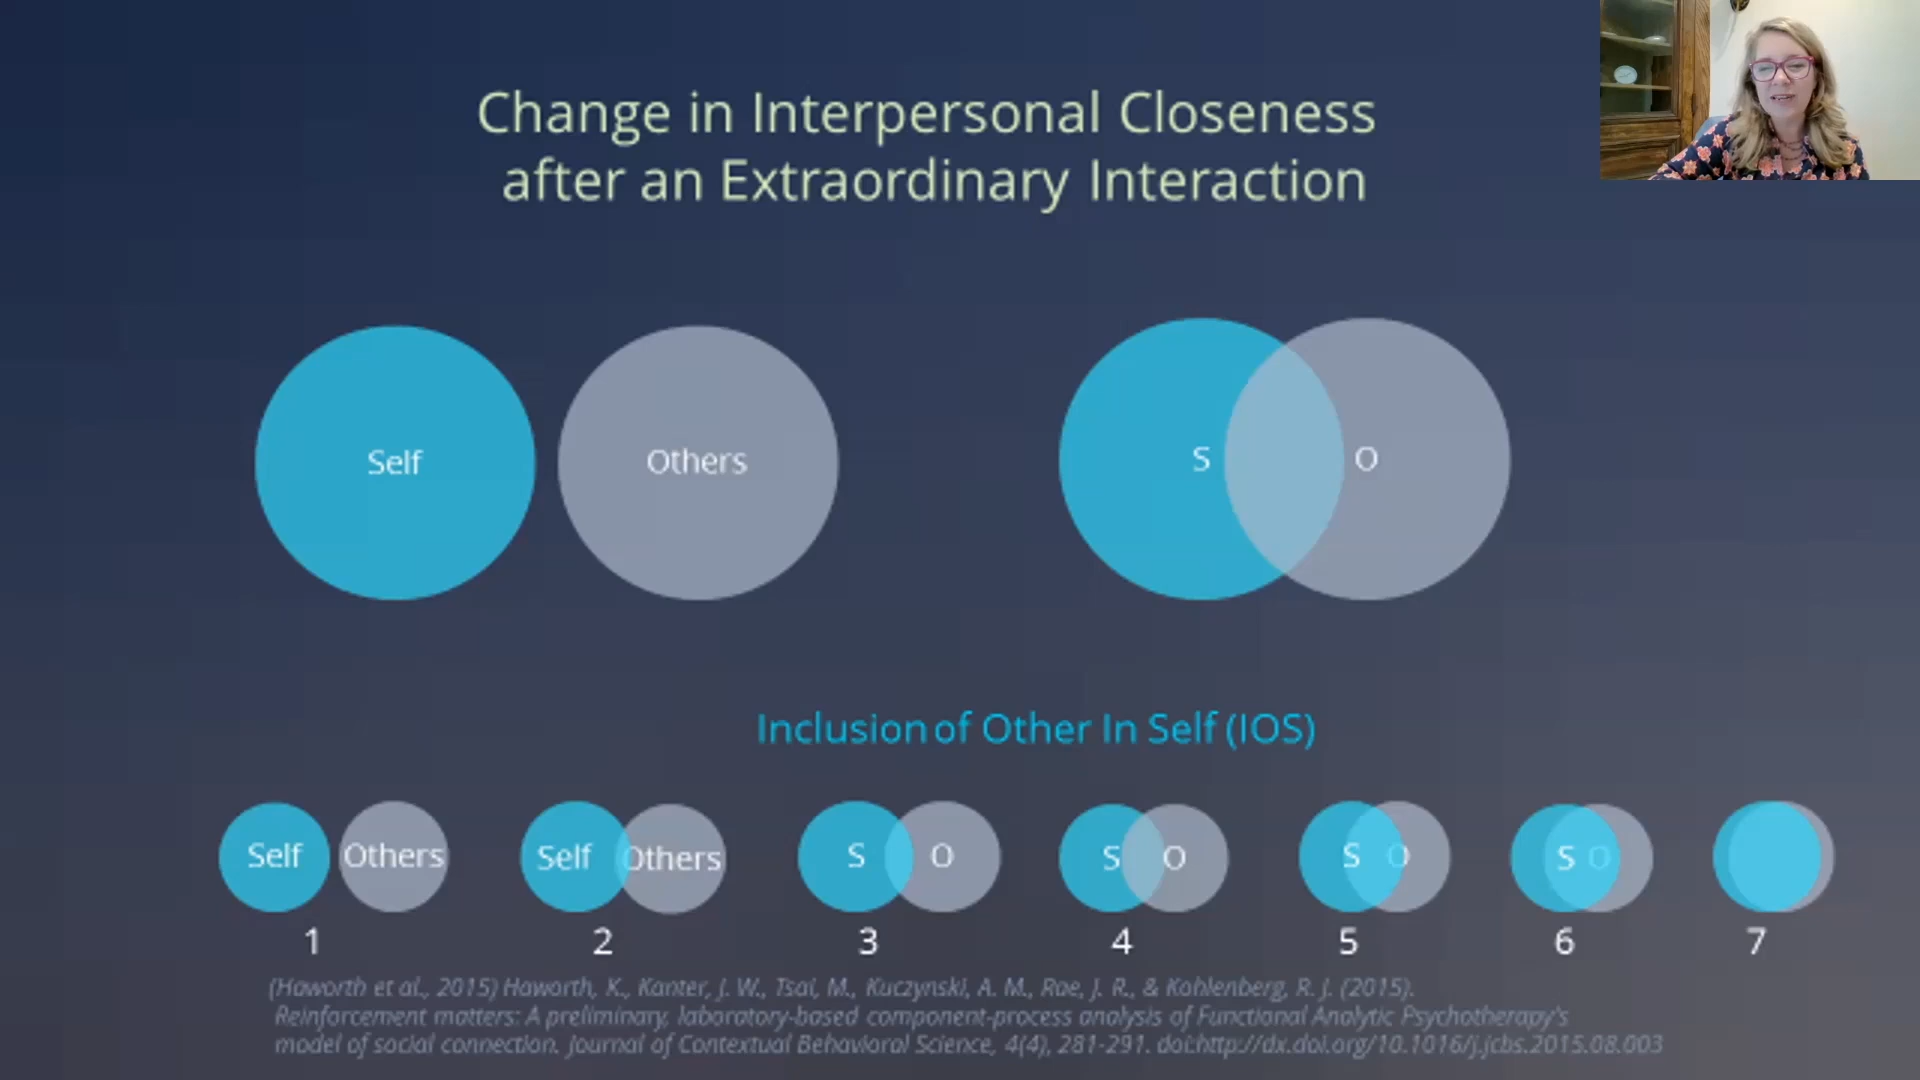 Change in Interpersonal Closeness
after an Extraordinary Interaction
Self
Others
S
O
Inclusion of Other In Self (IOS)
Self Others
Self Others
S O
S O
S O
S O
1 2 3 4 5 6 7
(Haworth et al., 2015) Haworth, K., Kanter, J. W., Tsai, M., Kuczynski, A. M., Rae, J. R., & Kohlenberg, R. J. (2015).
Reinforcement matters: A preliminary, laboratory-based component-process analysis of Functional Analytic Psychotherapy's
model of social connection. Journal of Contextual Behavioral Science, 4(4), 281-291. doi:http://dx.doi.org/10.1016/j.jcbs.2015.08.003